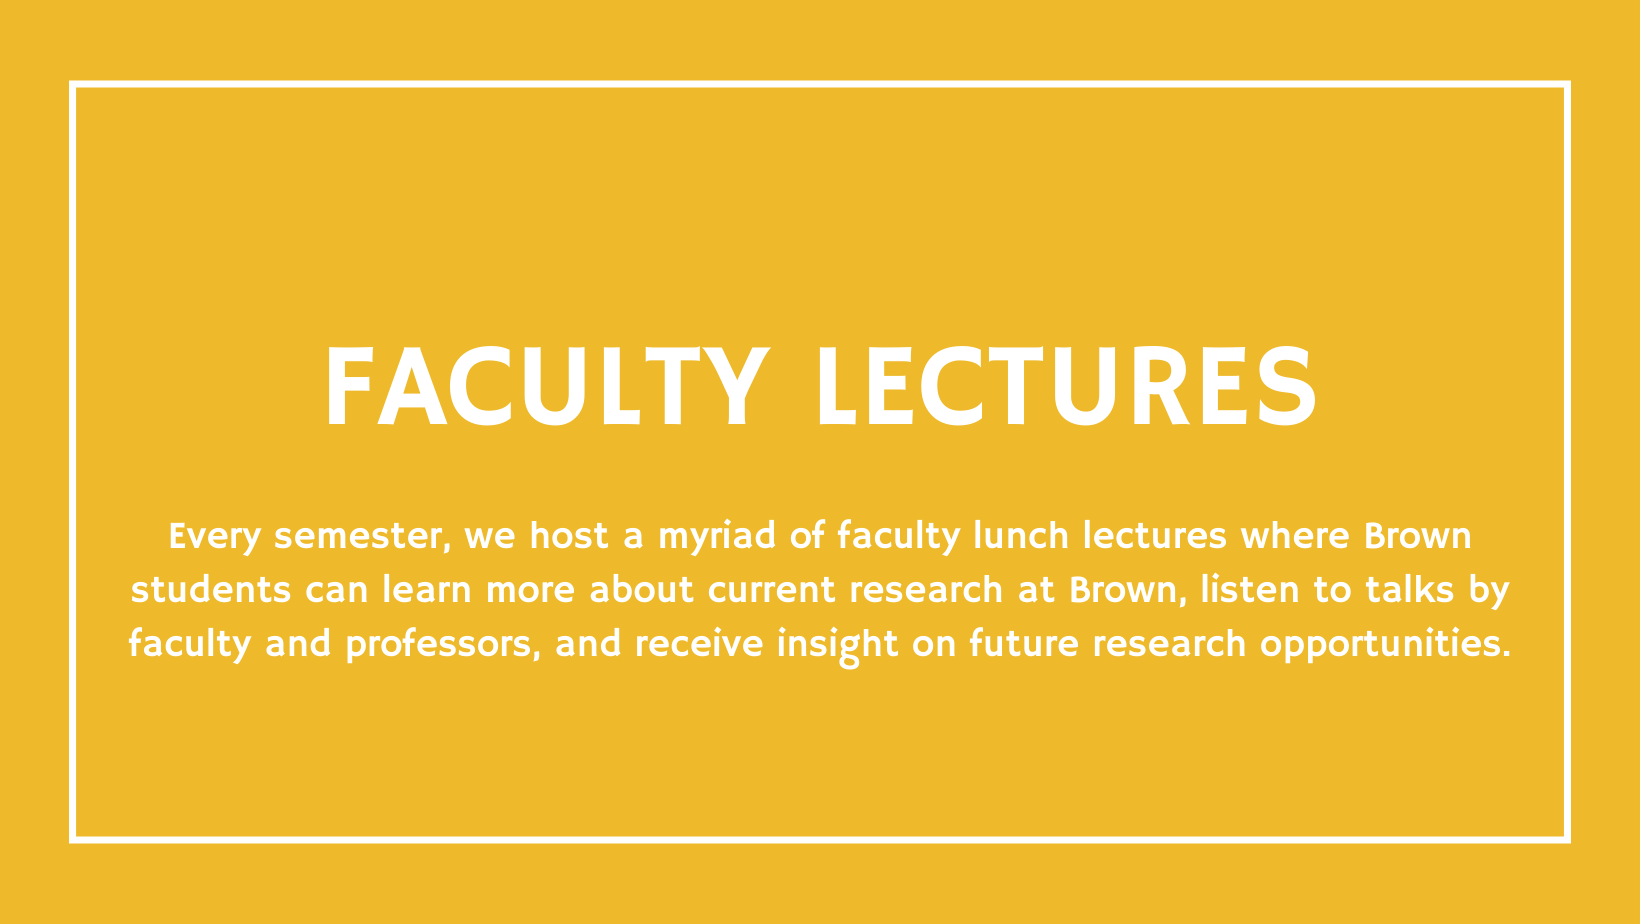 FACULTY LECTURES
Every semester, we host a myriad of faculty lunch lectures where Brown
students can learn more about current research at Brown, listen to talks by
faculty and professors, and receive insight on future research opportunities.